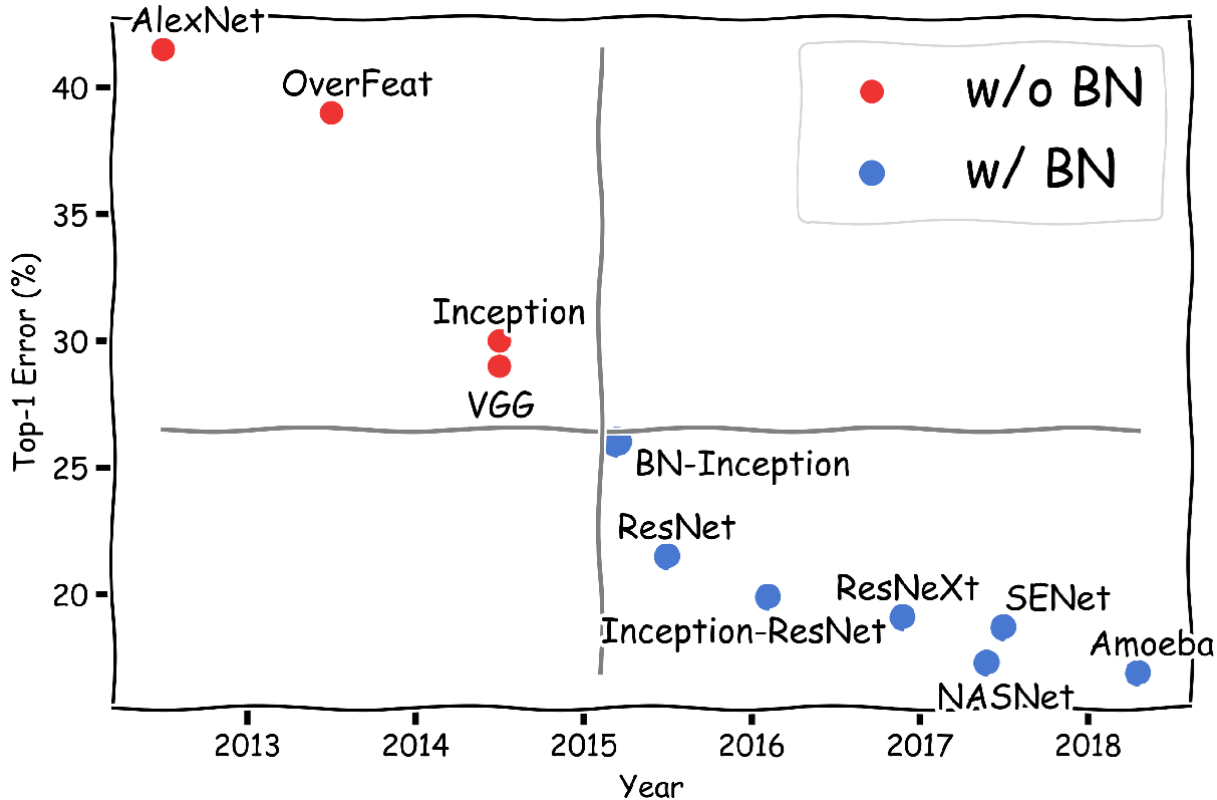 AlexNet
OverFeat
w/o BN
w/ BN
40
35
Inception
30
VGG
Top-1 Error (%)
25
BN-Inception
ResNet
20
ResNeXt
SENet
Inception-ResNet
Amoeba
NASNet
2013 2014 2015 2016 2017 2018
Year